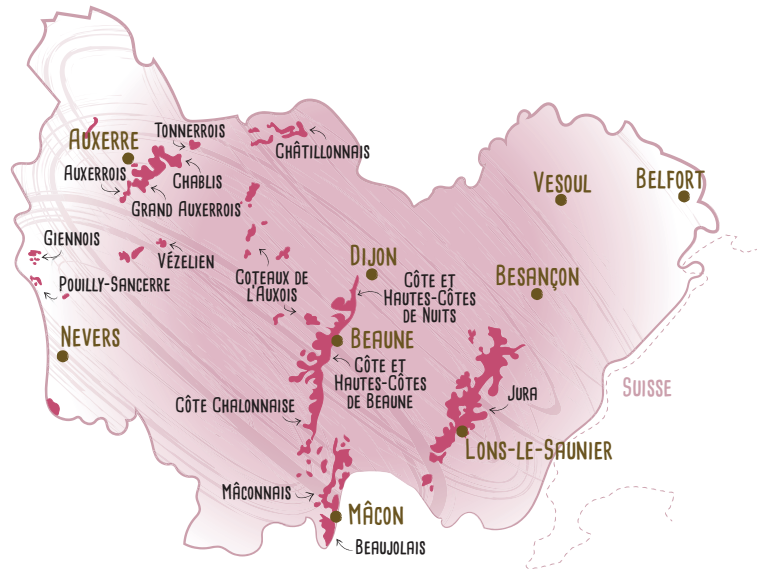 Tonnerrois
Auxerre
Châtillonnais
Auxerrois
Chablis
Grand Auxerrois
Vesoul
Belfort
Giennois
Vézelien
Pouilly-Sancerre
Coteaux de
l'Auxois
Dijon
Côte et
Hautes-Côtes
de Nuits
Besançon
Nevers
Beaune
Côte et
Hautes-Côtes
de Beaune
Côte Chalonnaise
Jura
Suisse
Lons-le-Saunier
Mâconnais
Mâcon
Beaujolais